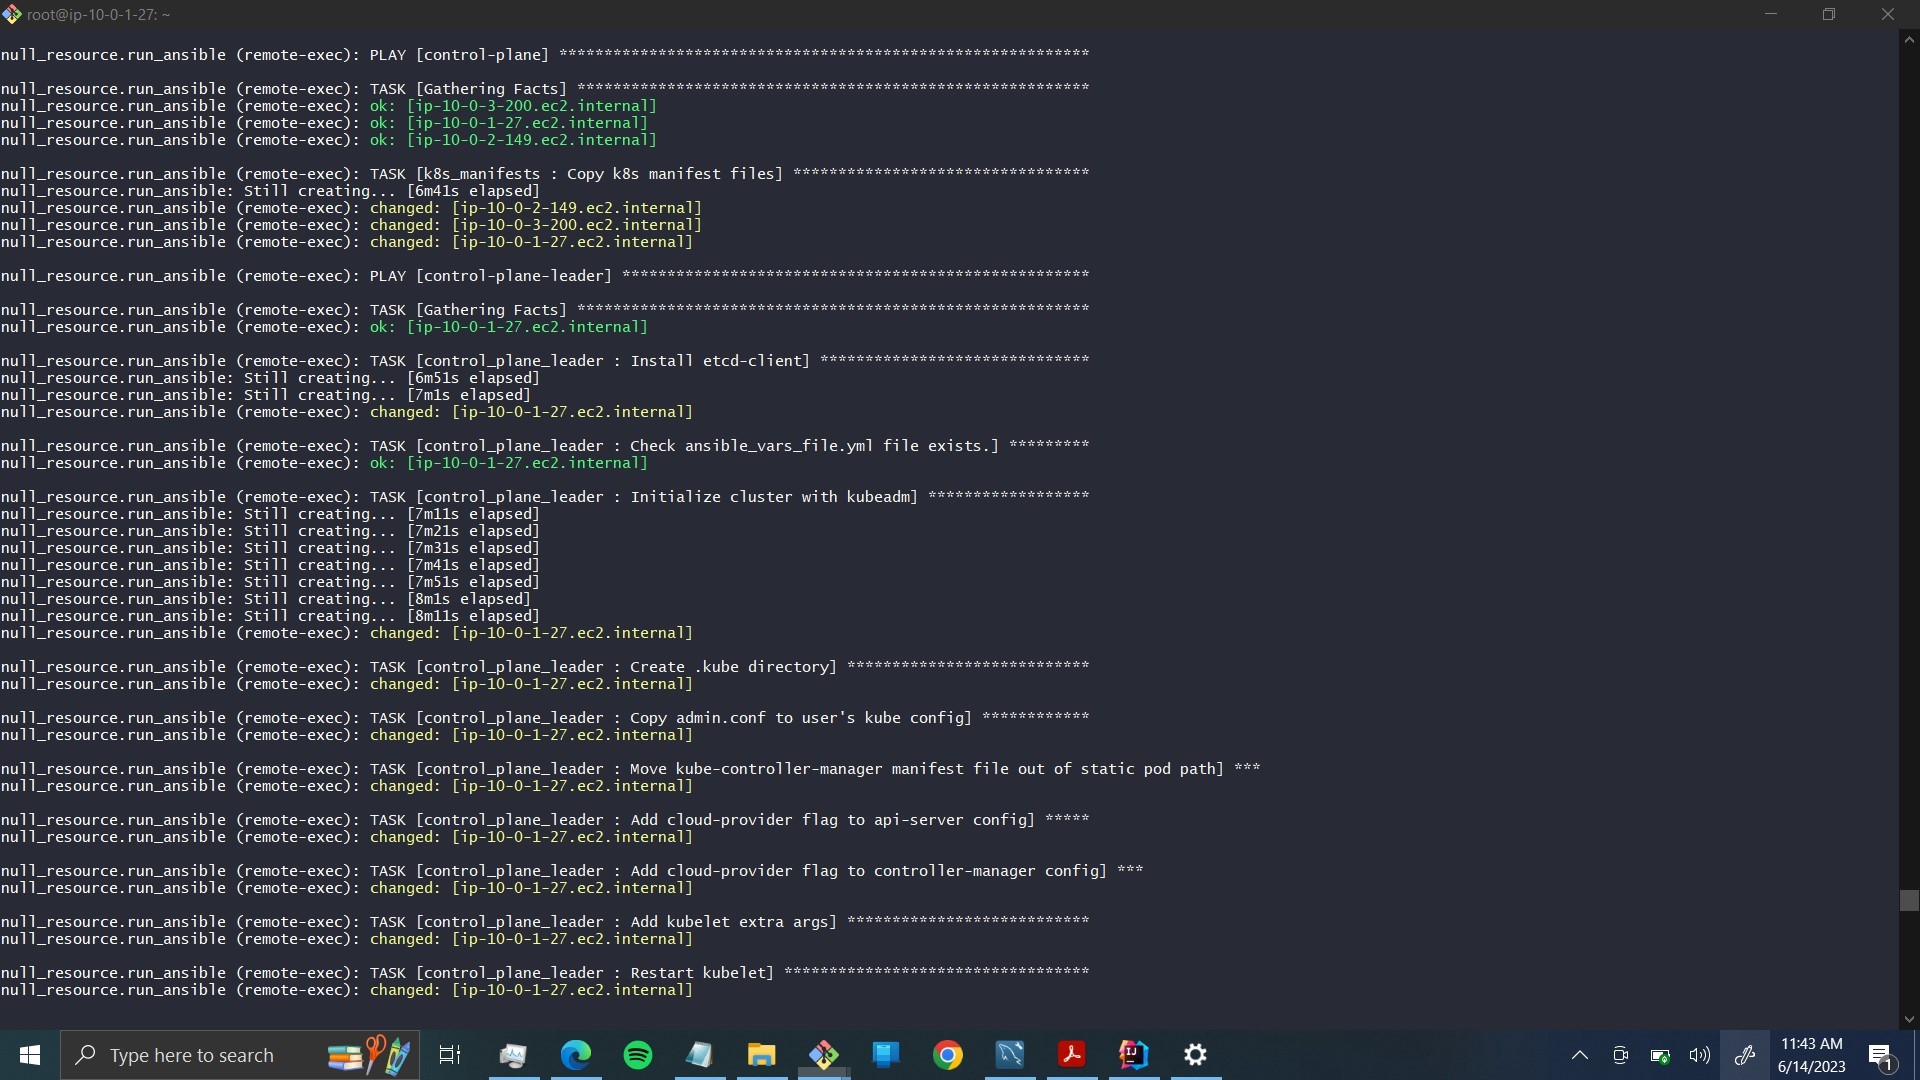 root@ip-10-0-1-27: ~
null_resource.run_ansible (remote-exec): PLAY [control-plane] ***********************************************************
null_resource.run_ansible (remote-exec): TASK [Gathering Facts] *********************************************************
null_resource.run_ansible (remote-exec): ok: [ip-10-0-3-200.ec2.internal]
null_resource.run_ansible (remote-exec): ok: [ip-10-0-1-27.ec2.internal]
null_resource.run_ansible (remote-exec): ok: [ip-10-0-2-149.ec2.internal]
null_resource.run_ansible (remote-exec): TASK [k8s_manifests : Copy k8s manifest files] *********************************
null_resource.run_ansible: Still creating... [6m41s elapsed]
null_resource.run_ansible (remote-exec): changed: [ip-10-0-2-149.ec2.internal]
null_resource.run_ansible (remote-exec): changed: [ip-10-0-3-200.ec2.internal]
null_resource.run_ansible (remote-exec): changed: [ip-10-0-1-27.ec2.internal]
null_resource.run_ansible (remote-exec): PLAY [control-plane-leader] ****************************************************
null_resource.run_ansible (remote-exec): TASK [Gathering Facts] *********************************************************
null_resource.run_ansible (remote-exec): ok: [ip-10-0-1-27.ec2.internal]
null_resource.run_ansible (remote-exec): TASK [control_plane_leader : Install etcd-client] ******************************
null_resource.run_ansible: Still creating... [6m51s elapsed]
null_resource.run_ansible: Still creating... [7m1s elapsed]
null_resource.run_ansible (remote-exec): changed: [ip-10-0-1-27.ec2.internal]
null_resource.run_ansible (remote-exec): TASK [control_plane_leader : Check ansible_vars_file.yml file exists.] *********
null_resource.run_ansible (remote-exec): ok: [ip-10-0-1-27.ec2.internal]
null_resource.run_ansible (remote-exec): TASK [control_plane_leader : Initialize cluster with kubeadm] ******************
null_resource.run_ansible: Still creating... [7m11s elapsed]
null_resource.run_ansible: Still creating... [7m21s elapsed]
null_resource.run_ansible: Still creating... [7m31s elapsed]
null_resource.run_ansible: Still creating... [7m41s elapsed]
null_resource.run_ansible: Still creating... [7m51s elapsed]
null_resource.run_ansible: Still creating... [8m1s elapsed]
null_resource.run_ansible: Still creating... [8m11s elapsed]
null_resource.run_ansible (remote-exec): changed: [ip-10-0-1-27.ec2.internal]
null_resource.run_ansible (remote-exec): TASK [control_plane_leader : Create .kube directory] ***************************
null_resource.run_ansible (remote-exec): changed: [ip-10-0-1-27.ec2.internal]
null_resource.run_ansible (remote-exec): TASK [control_plane_leader : Copy admin.conf to user's kube config] ************
null_resource.run_ansible (remote-exec): changed: [ip-10-0-1-27.ec2.internal]
null_resource.run_ansible (remote-exec): TASK [control_plane_leader : Move kube-controller-manager manifest file out of static pod path] ***
null_resource.run_ansible (remote-exec): changed: [ip-10-0-1-27.ec2.internal]
null_resource.run_ansible (remote-exec): TASK [control_plane_leader : Add cloud-provider flag to api-server config] *****
null_resource.run_ansible (remote-exec): changed: [ip-10-0-1-27.ec2.internal]
null_resource.run_ansible (remote-exec): TASK [control_plane_leader : Add cloud-provider flag to controller-manager config] ***
null_resource.run_ansible (remote-exec): changed: [ip-10-0-1-27.ec2.internal]
null_resource.run_ansible (remote-exec): TASK [control_plane_leader : Add kubelet extra args] ***************************
null_resource.run_ansible (remote-exec): changed: [ip-10-0-1-27.ec2.internal]
null_resource.run_ansible (remote-exec): TASK [control_plane_leader : Restart kubelet] **********************************
null_resource.run_ansible (remote-exec): changed: [ip-10-0-1-27.ec2.internal]
Type here to search
IJ
11:43 AM
6/14/2023
1